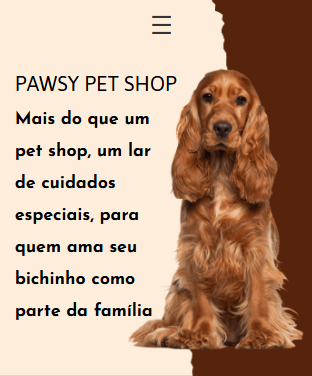 PAWSY PET SHOP
Mais do que um
pet shop, um lar
de cuidados
especiais, para
quem ama seu
bichinho como
parte da família